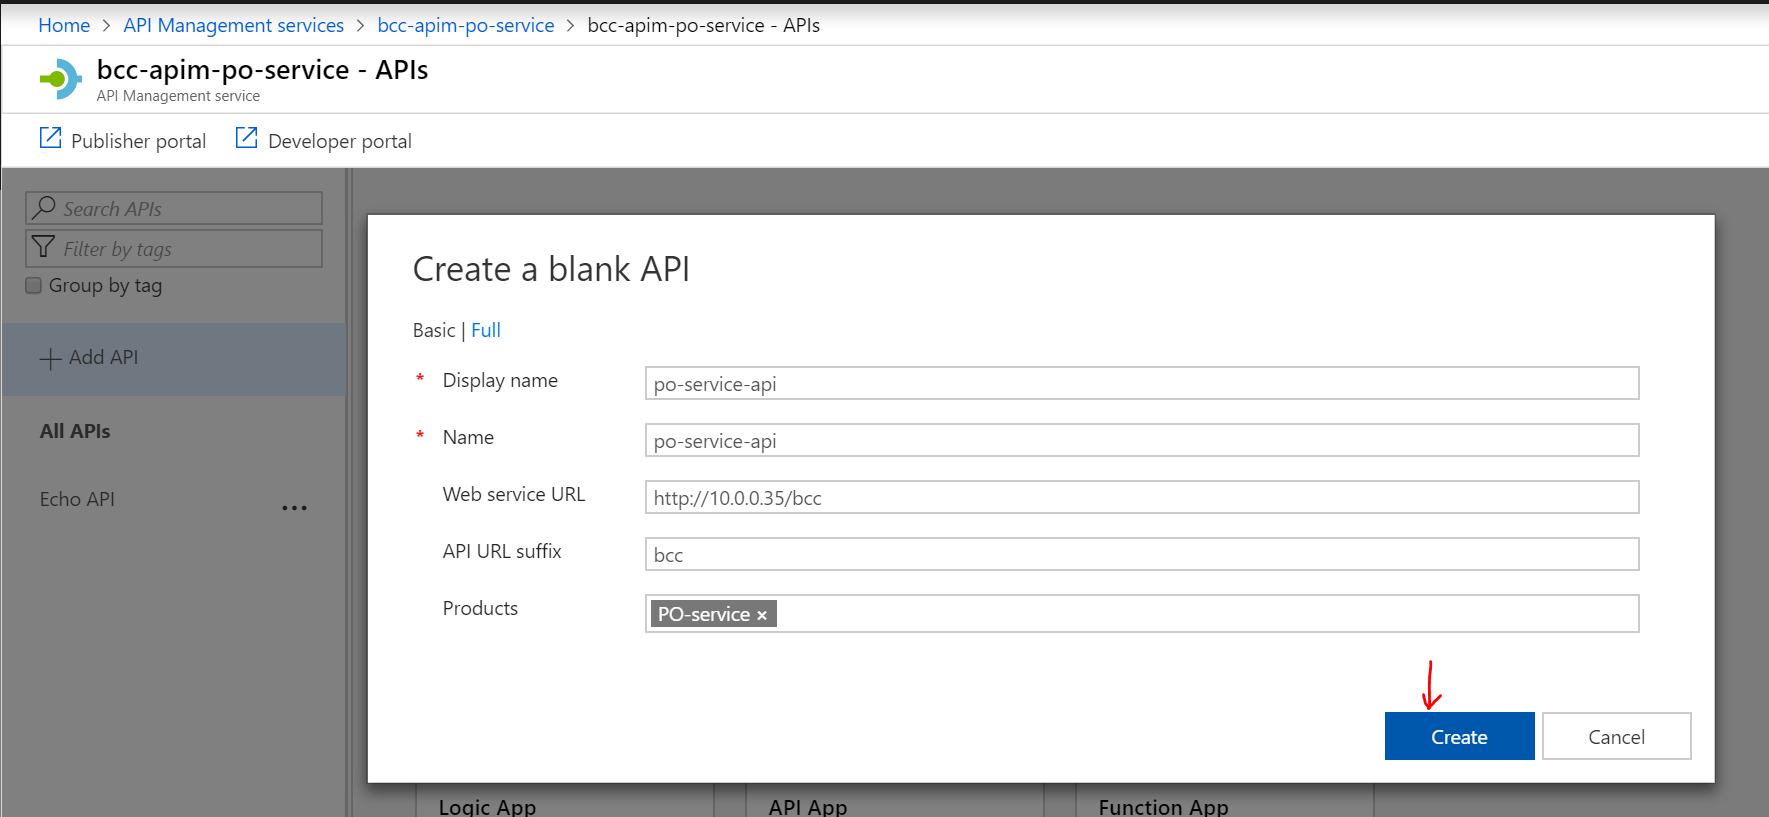 Home > API Management services > bcc-apim-po-service > bcc-apim-po-service - APIs
bcc-apim-po-service - APIs
API Management service
Publisher portal Developer portal
Search APIs
Filter by tags
Group by tag
+ Add API
All APIs
Echo API ...
Create a blank API
Basic | Full
* Display name po-service-api
* Name po-service-api
Web service URL http://10.0.0.35/bcc
API URL suffix bcc
Products PO-service ×
Create Cancel
Logic App API App Function App